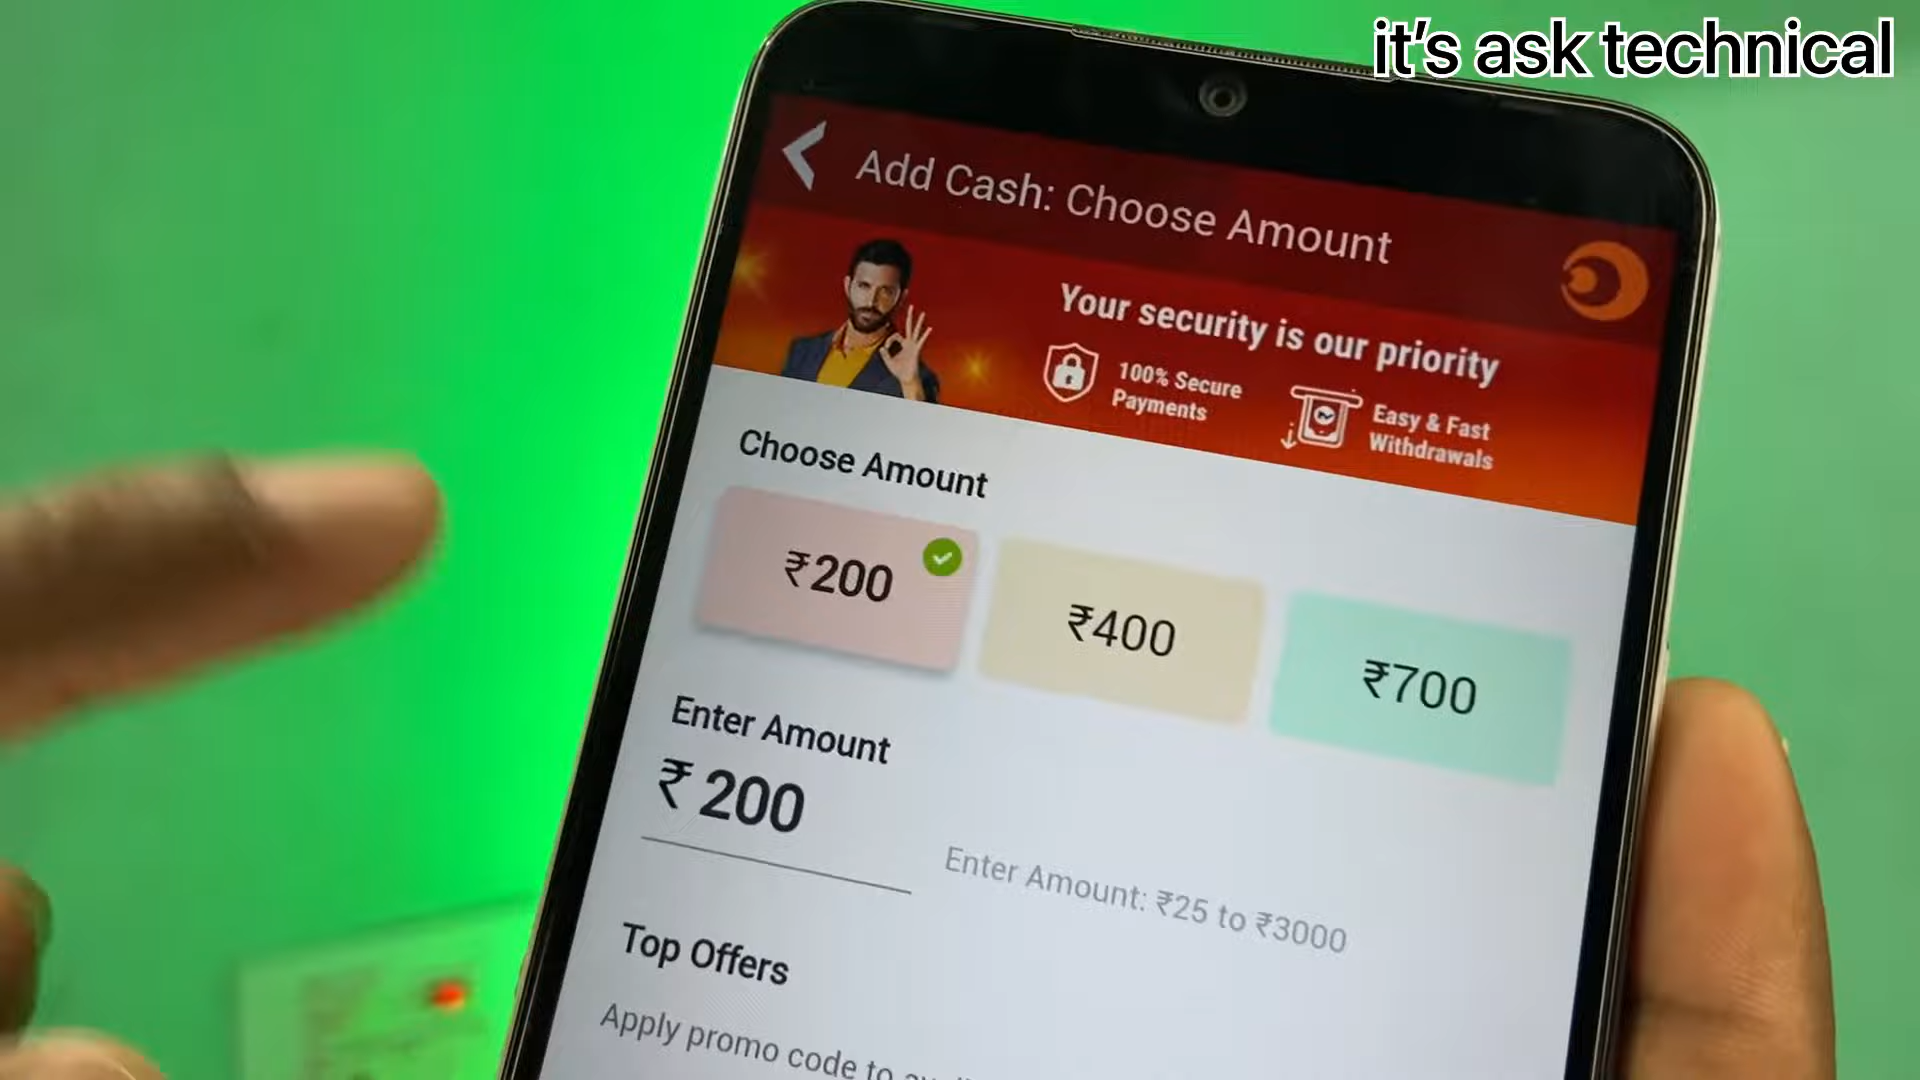 it's ask technical
Add Cash: Choose Amount
Your security is our priority
100% Secure
Payments
Easy & Fast
Withdrawals
Choose Amount
₹200
₹400
₹700
Enter Amount
₹ 200
Enter Amount: ₹25 to ₹3000
Top Offers
Apply promo code to